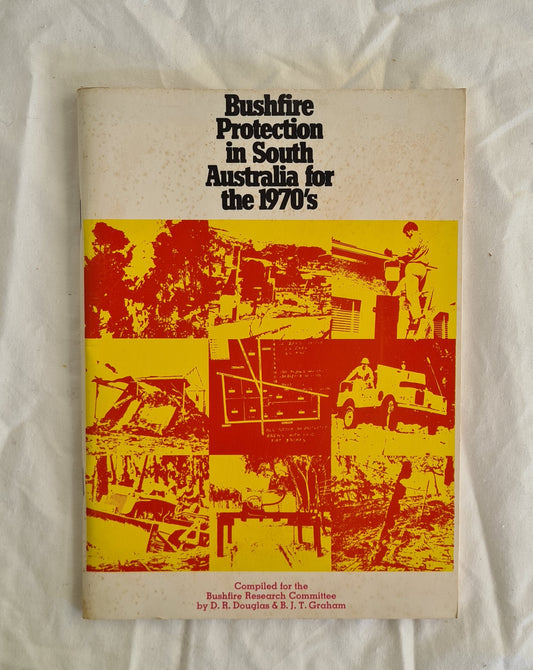 Bushfire
Protection
in South
Australia for
the 1970's
Compiled for the
Bushfire Research Committee
by D. R. Douglas & B. J. T. Graham